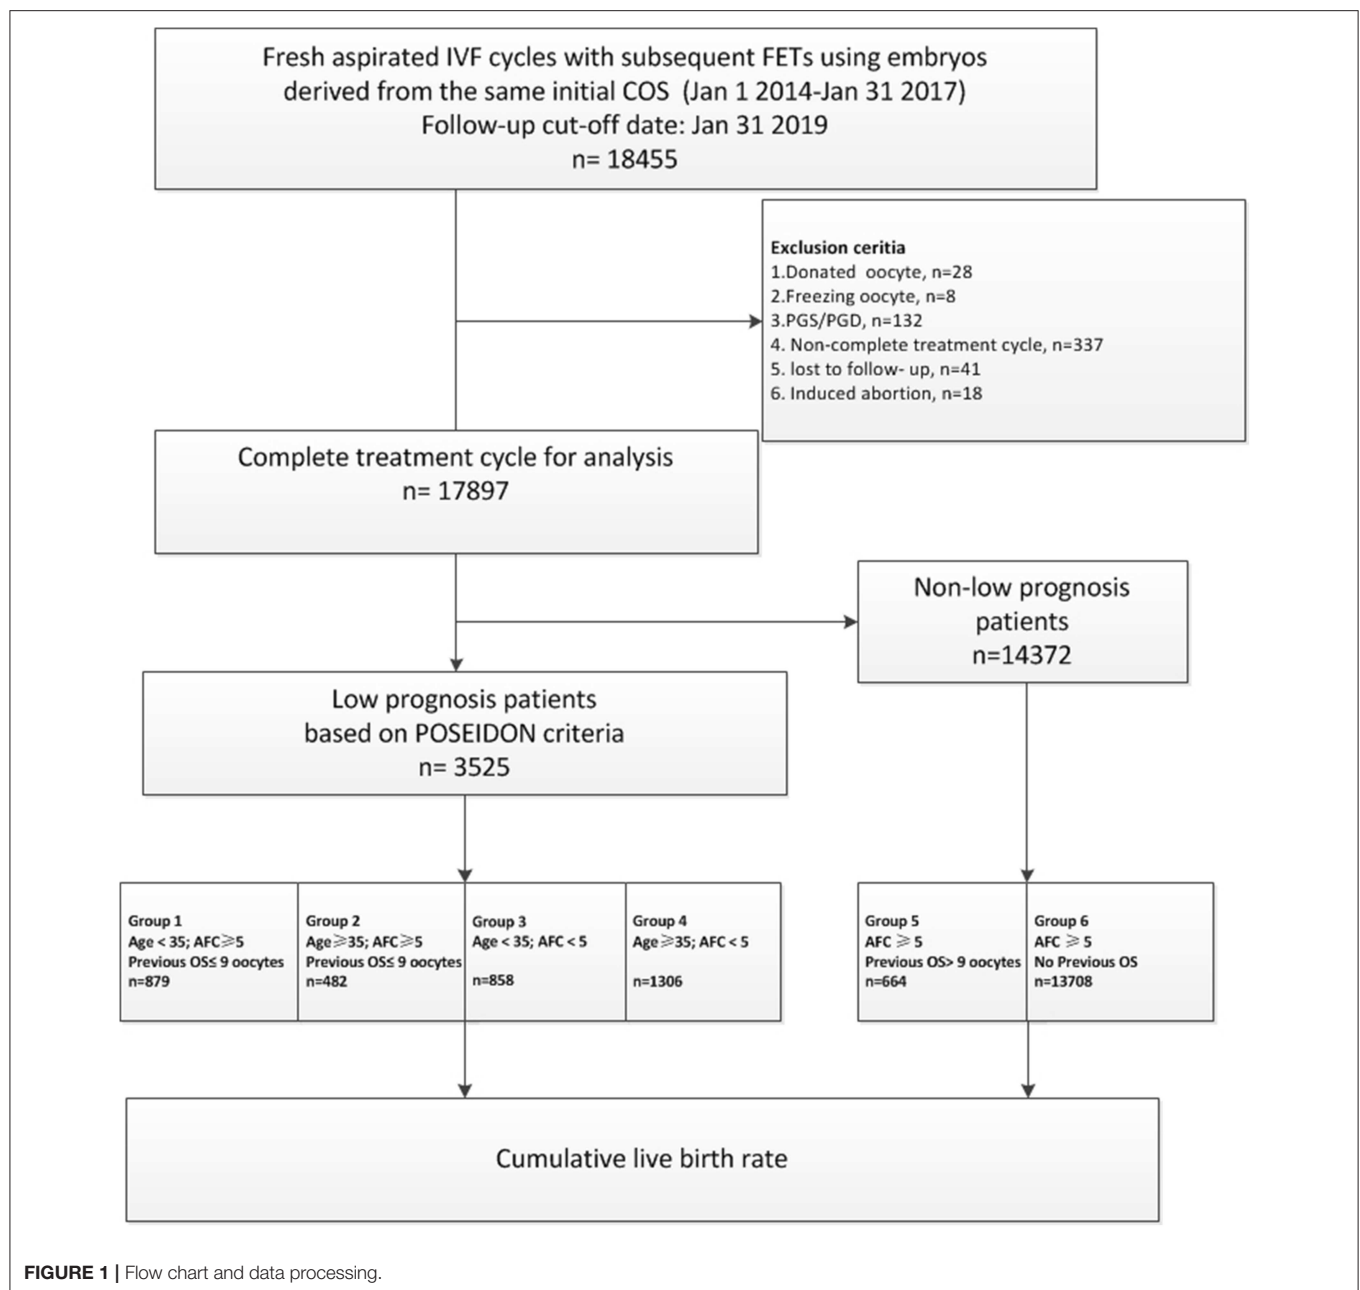 Fresh aspirated IVF cycles with subsequent FETs using embryos
derived from the same initial COS (Jan 1 2014-Jan 31 2017)
Follow-up cut-off date: Jan 31 2019
n= 18455
Exclusion ceritia
1.Donated oocyte, n=28
2.Freezing oocyte, n=8
3.PGS/PGD, n=132
4. Non-complete treatment cycle, n=337
5. lost to follow- up, n=41
6. Induced abortion, n=18
Complete treatment cycle for analysis
n= 17897
Non-low prognosis
patients
n=14372
Low prognosis patients
based on POSEIDON criteria
n= 3525
Group 1
Age < 35; AFC⩾5
Previous OS≤ 9 oocytes
n=879
Group 2
Age⩾35; AFC⩾5
Previous OS≤ 9 oocytes
n=482
Group 3
Age < 35; AFC < 5
n=858
Group 4
Age⩾35; AFC < 5
n=1306
Group 5
AFC ⩾ 5
Previous OS> 9 oocytes
n=664
Group 6
AFC ⩾ 5
No Previous OS
n=13708
Cumulative live birth rate
FIGURE 1 | Flow chart and data processing.